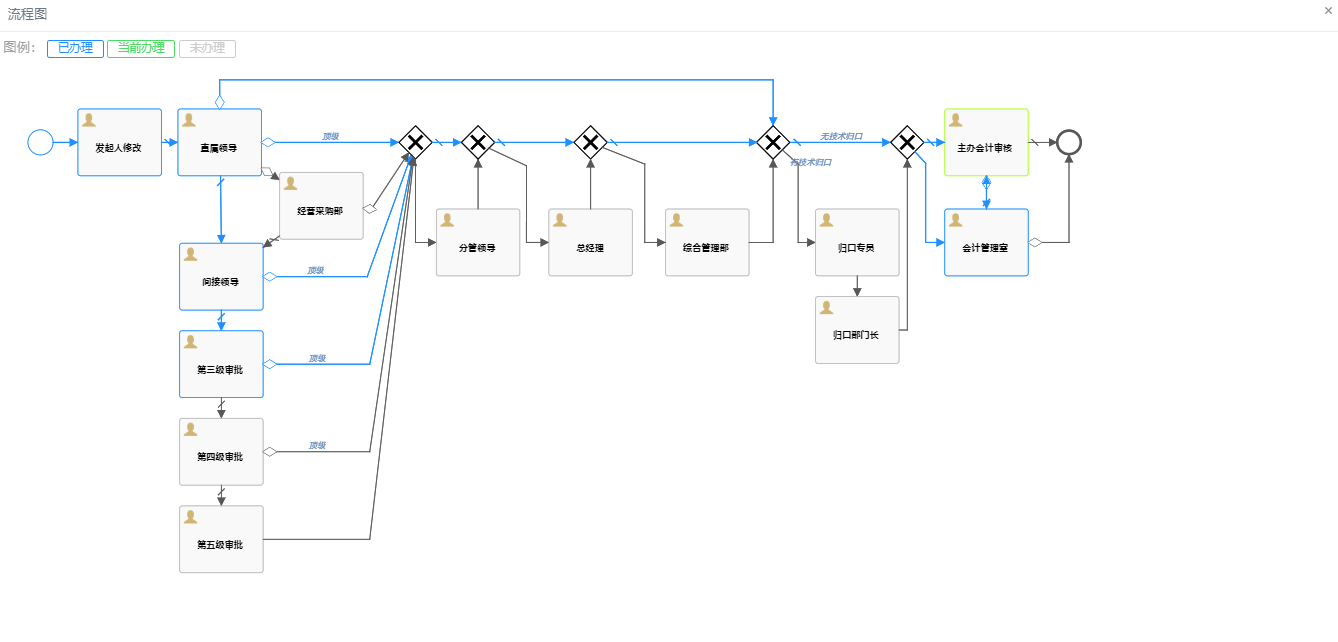 流程图
×
图例： 已办理 当前办理 未办理
发起人修改
直属领导
顶级
无技术归口
有技术归口
主办会计审核
经营采购部
分管领导
总经理
综合管理部
归口专员
会计管理室
间接领导
顶级
归口部门长
第三级审批
顶级
第四级审批
顶级
第五级审批